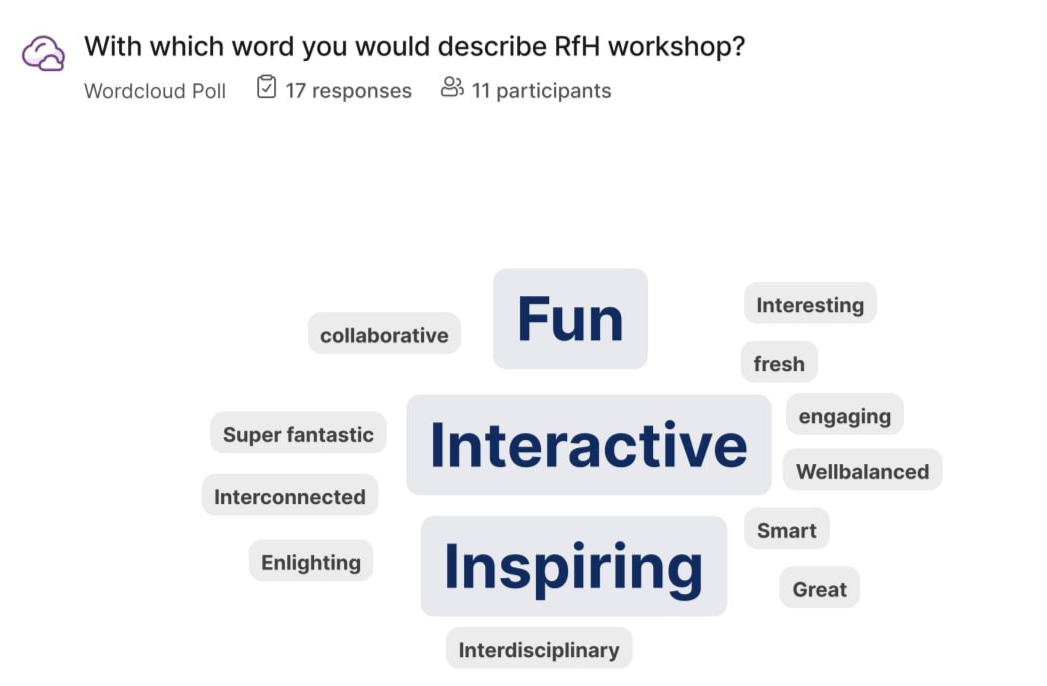 With which word you would describe RfH workshop?
Wordcloud Poll 17 responses 11 participants
Fun
Interesting
collaborative
fresh
engaging
Super fantastic
Interactive
Wellbalanced
Interconnected
Smart
Enlighting
Inspiring
Great
Interdisciplinary